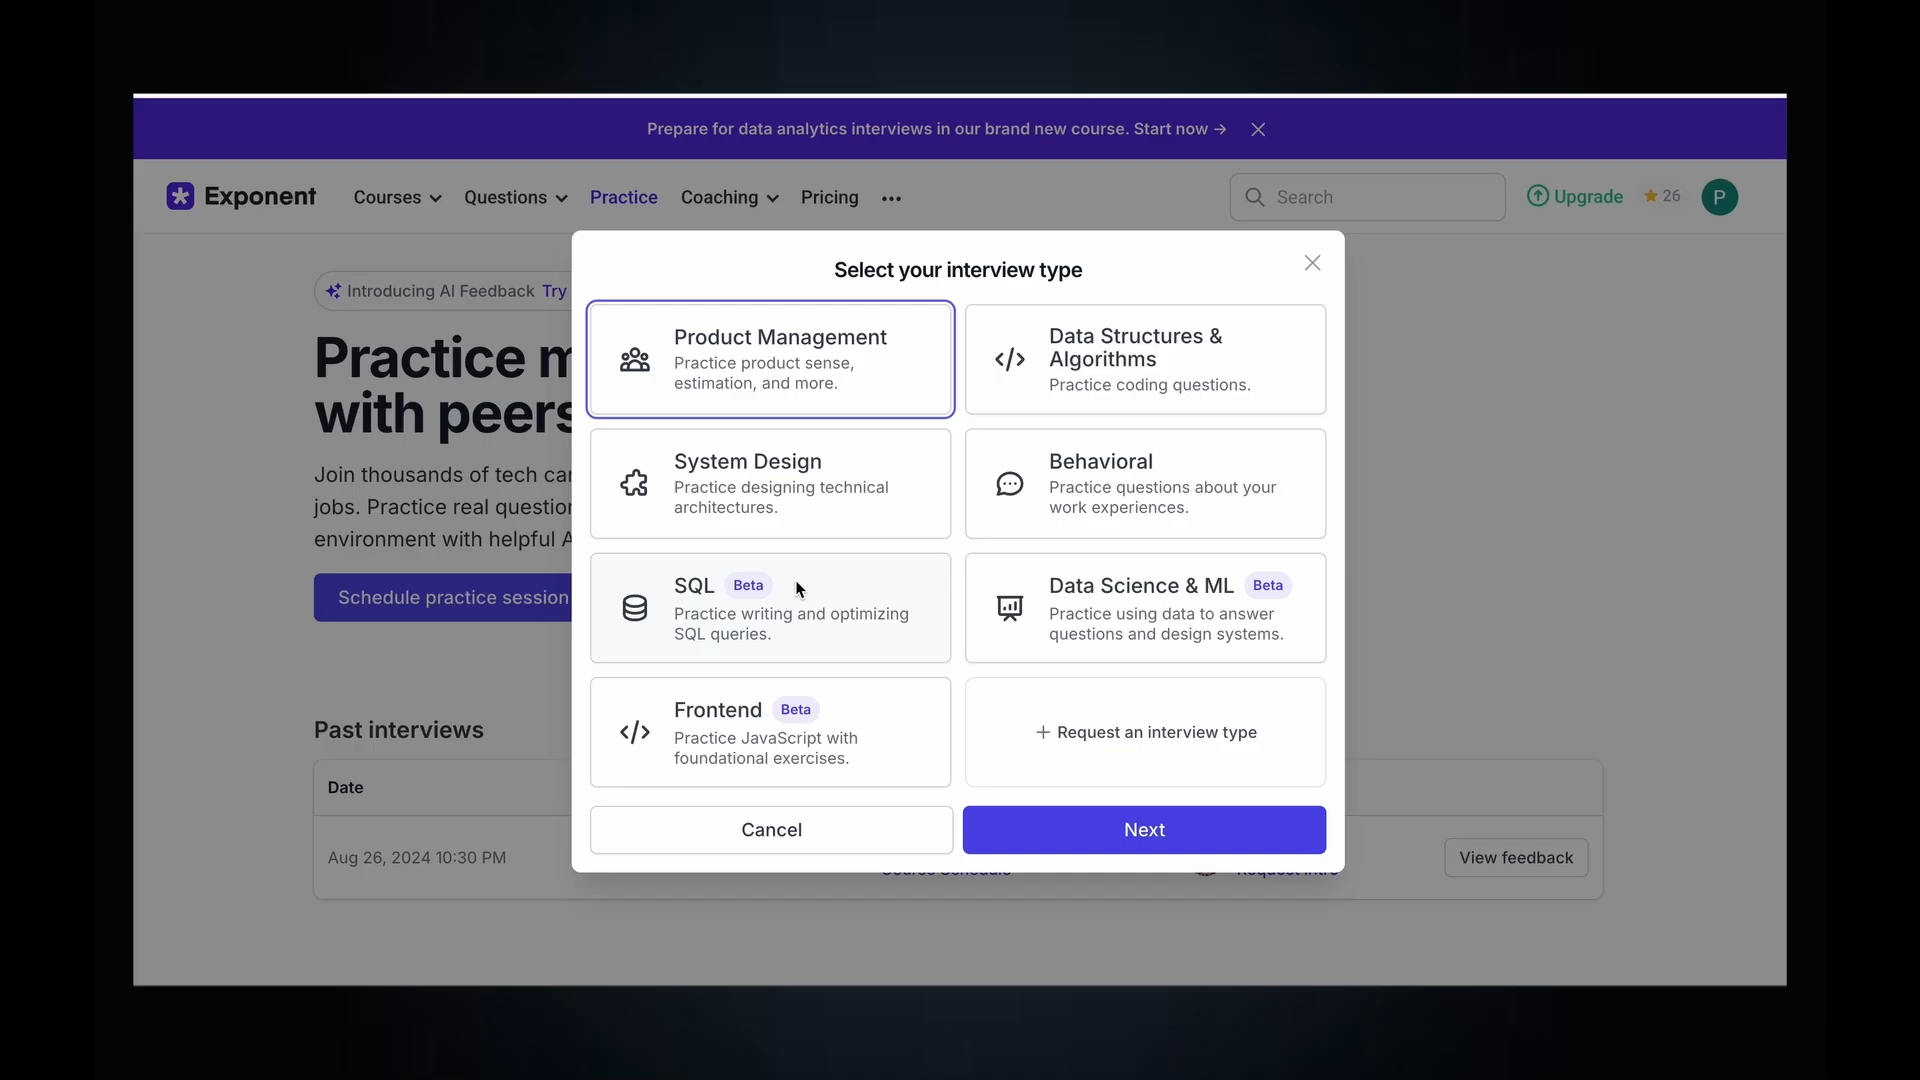 Prepare for data analytics interviews in our brand new course. Start now →
Exponent
Courses
Questions
Practice
Coaching
Pricing
Search
Upgrade
26
P
Introducing AI Feedback Try
Practice m
with peers
Join thousands of tech car
jobs. Practice real question
environment with helpful A
Schedule practice session
Select your interview type
Product Management
Practice product sense,
estimation, and more.
Data Structures &
Algorithms
Practice coding questions.
System Design
Practice designing technical
architectures.
Behavioral
Practice questions about your
work experiences.
SQL Beta
Practice writing and optimizing
SQL queries.
Data Science & ML Beta
Practice using data to answer
questions and design systems.
Frontend Beta
Practice JavaScript with
foundational exercises.
+ Request an interview type
Cancel
Next
Past interviews
Date
Aug 26, 2024 10:30 PM
View feedback